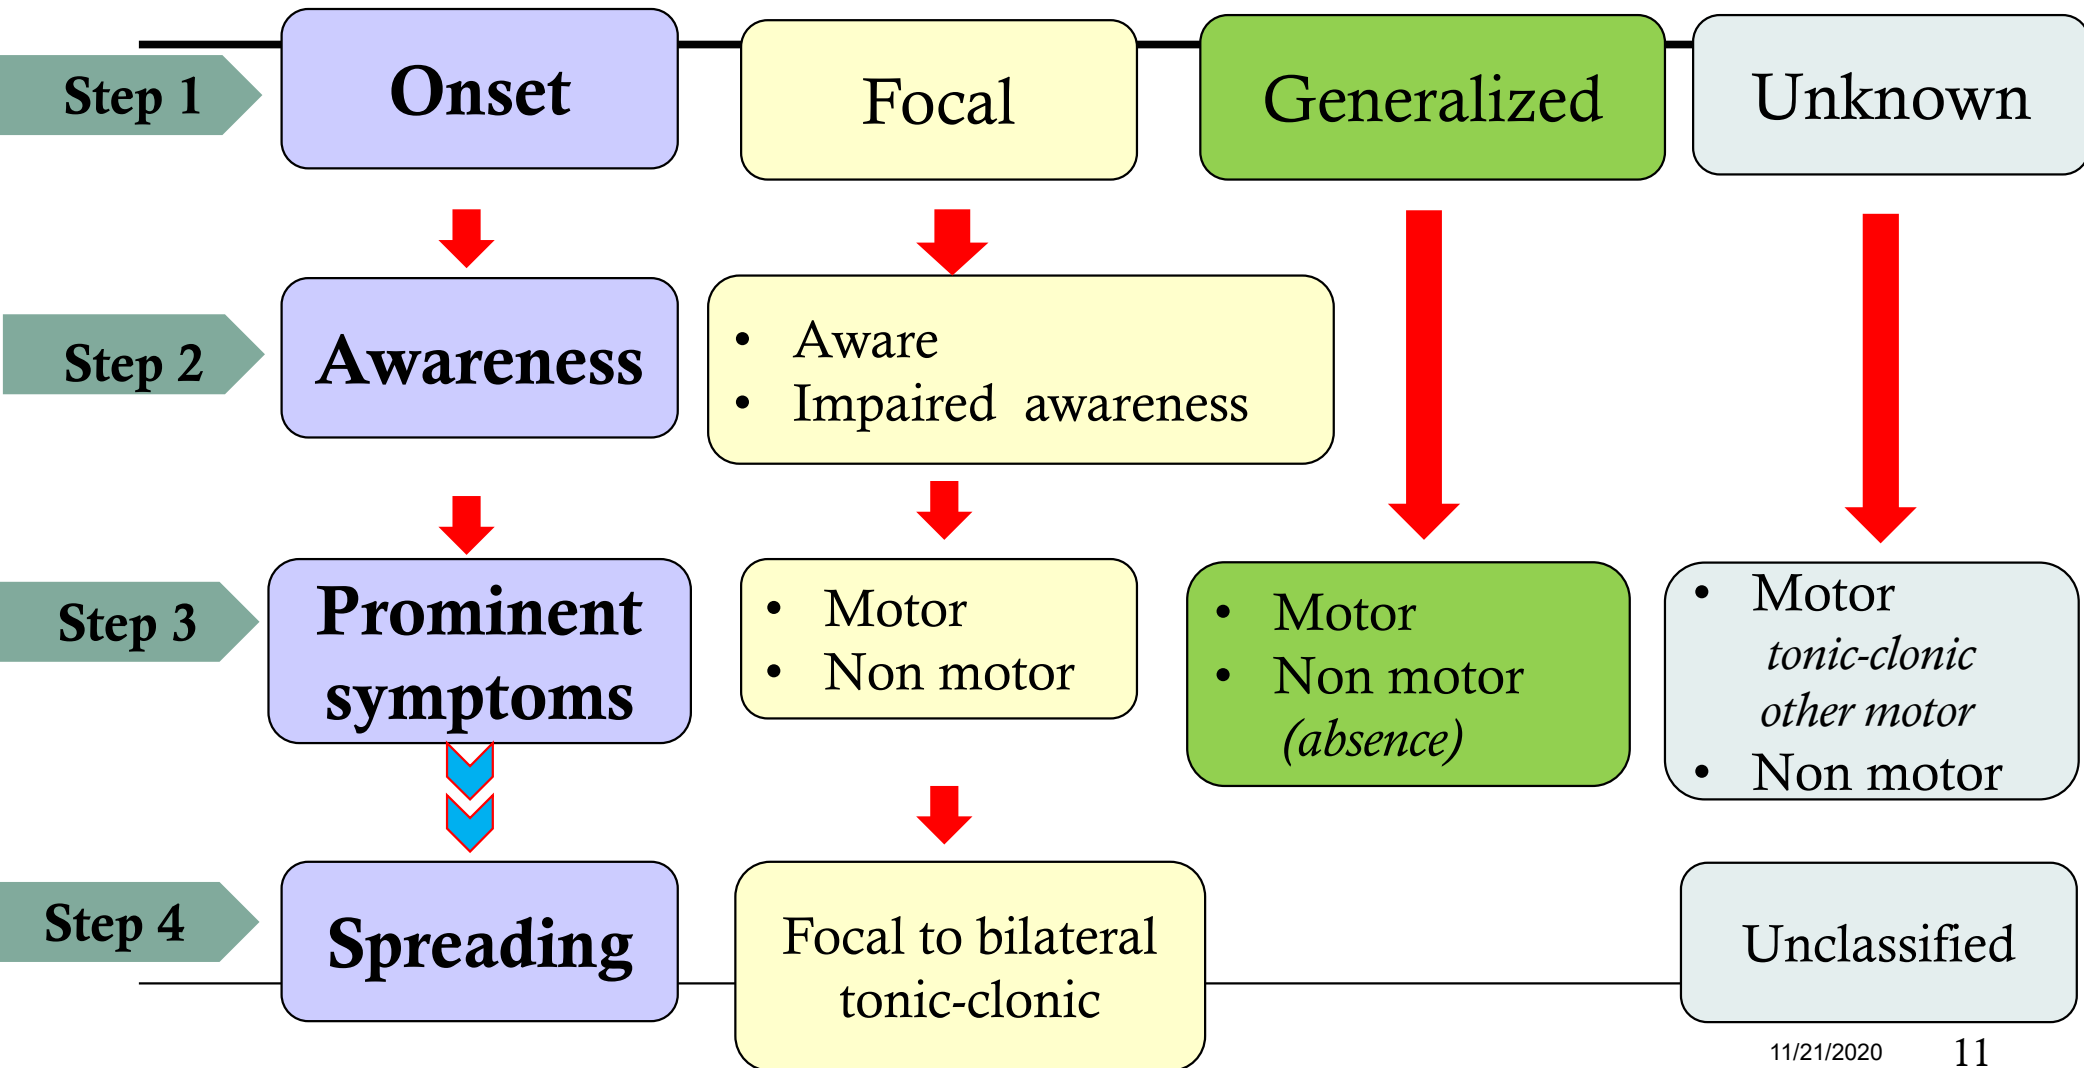 Step 1
Onset
Focal
Generalized
Unknown
Step 2
Awareness
• Aware
• Impaired awareness
Step 3
Prominent
symptoms
• Motor
• Non motor
• Motor
• Non motor
(absence)
• Motor
tonic-clonic
other motor
• Non motor
Step 4
Spreading
Focal to bilateral
tonic-clonic
Unclassified
11/21/2020
11